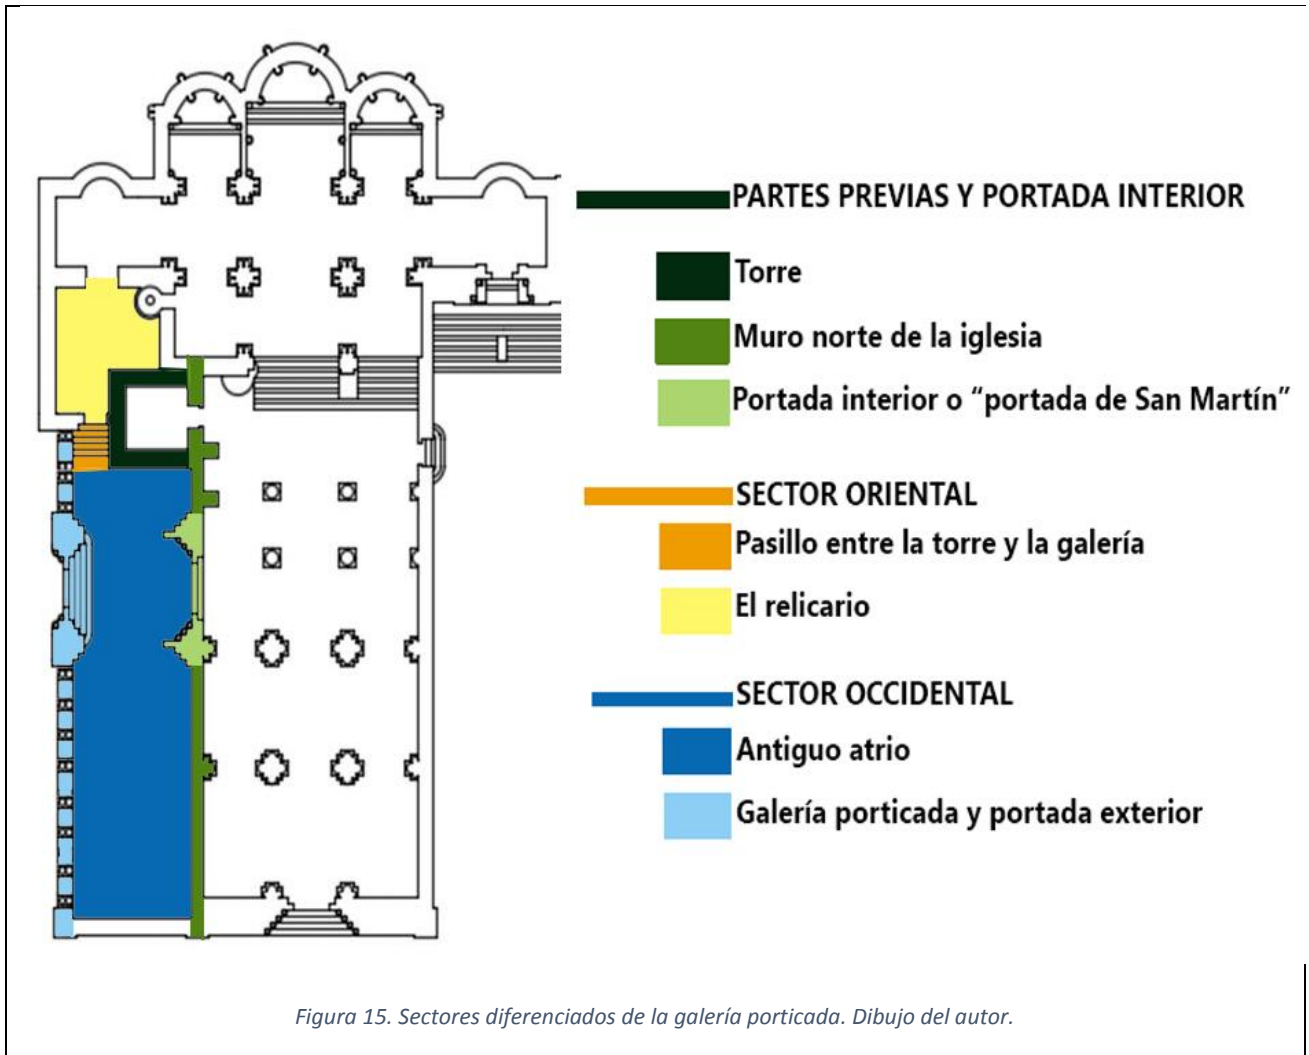 PARTES PREVIAS Y PORTADA INTERIOR
Torre
Muro norte de la iglesia
Portada interior o “portada de San Martín”
SECTOR ORIENTAL
Pasillo entre la torre y la galería
El relicario
SECTOR OCCIDENTAL
Antiguo atrio
Galería porticada y portada exterior
Figura 15. Sectores diferenciados de la galería porticada. Dibujo del autor.